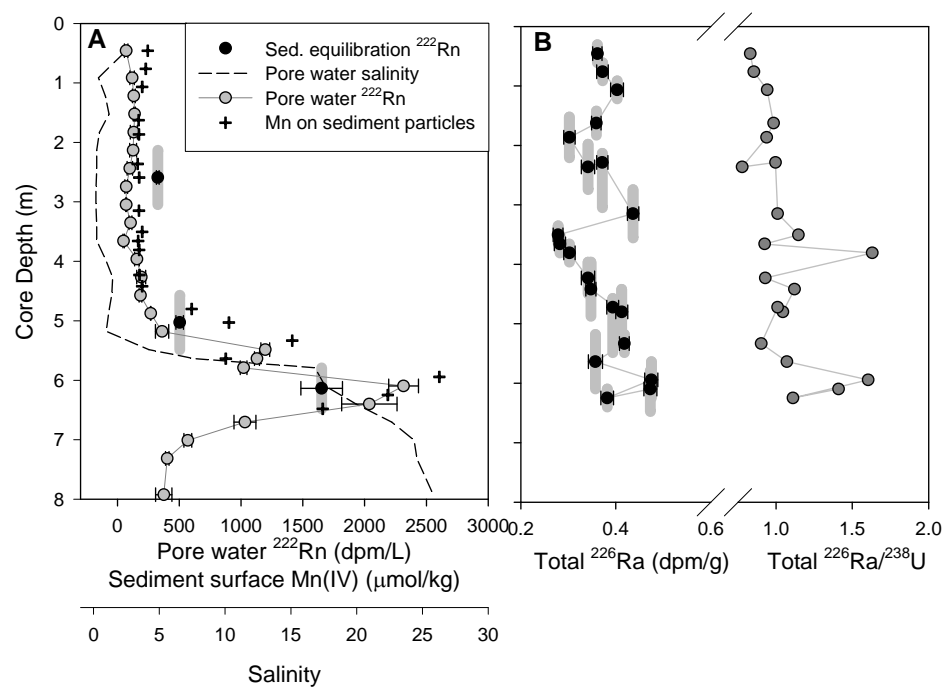 A
Sed. equilibration ²²²Rn
Pore water salinity
Pore water ²²²Rn
Mn on sediment particles
B
0
1
2
3
4
5
6
7
8
Core Depth (m)
0 500 1000 1500 2000 2500 3000
Pore water ²²²Rn (dpm/L)
Sediment surface Mn(IV) (μmol/kg)
0 5 10 15 20 25 30
Salinity
0.2 0.4 0.6
Total ²²⁶Ra (dpm/g)
1.0 1.5 2.0
Total ²²⁶Ra/²³⁸U